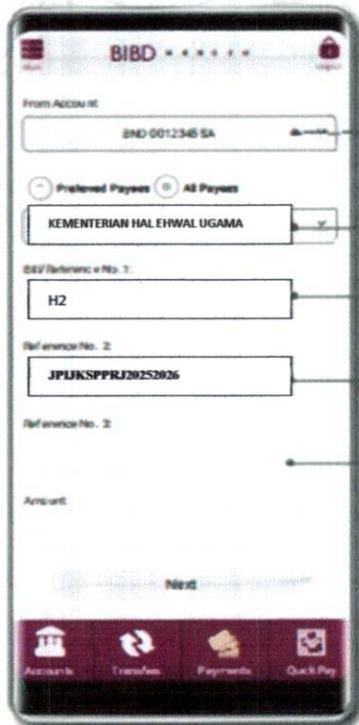 BIBD
From Account
BND 0012345 SA
Preferred Payees All Payees
KEMENTERIAN HAL EHWAL UGAMA
Bill/Reference No. 1:
H2
Reference No. 2:
JPIJKSPPRJ20252026
Reference No. 3:
Amount
Next
Accounts Transfers Payments Quick Pay